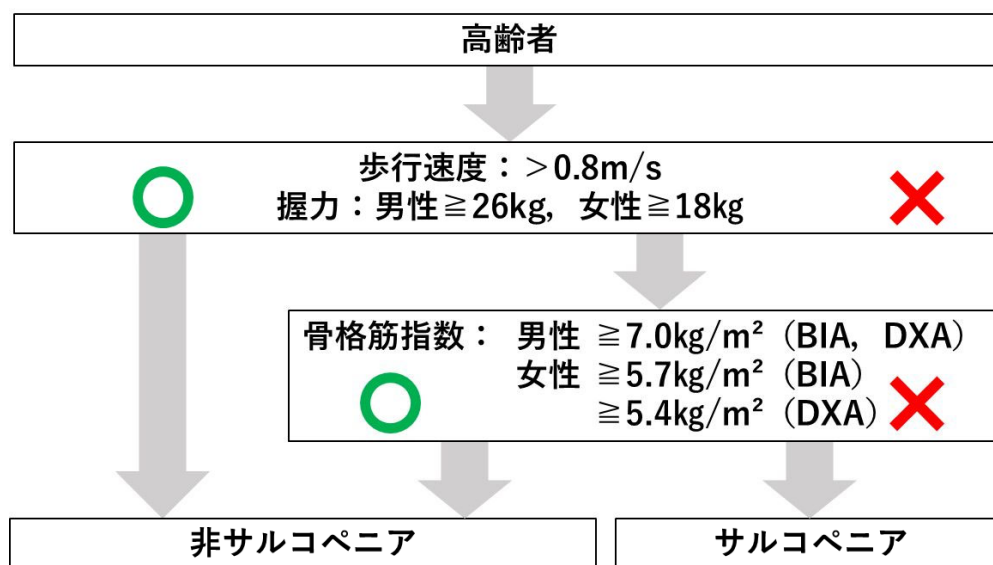 高齢者
歩行速度：＞0.8m/s
握力：男性≧26kg，女性≧18kg
骨格筋指数： 男性 ≧7.0kg/m²（BIA，DXA）
女性 ≧5.7kg/m²（BIA）
≧5.4kg/m²（DXA）
非サルコペニア
サルコペニア